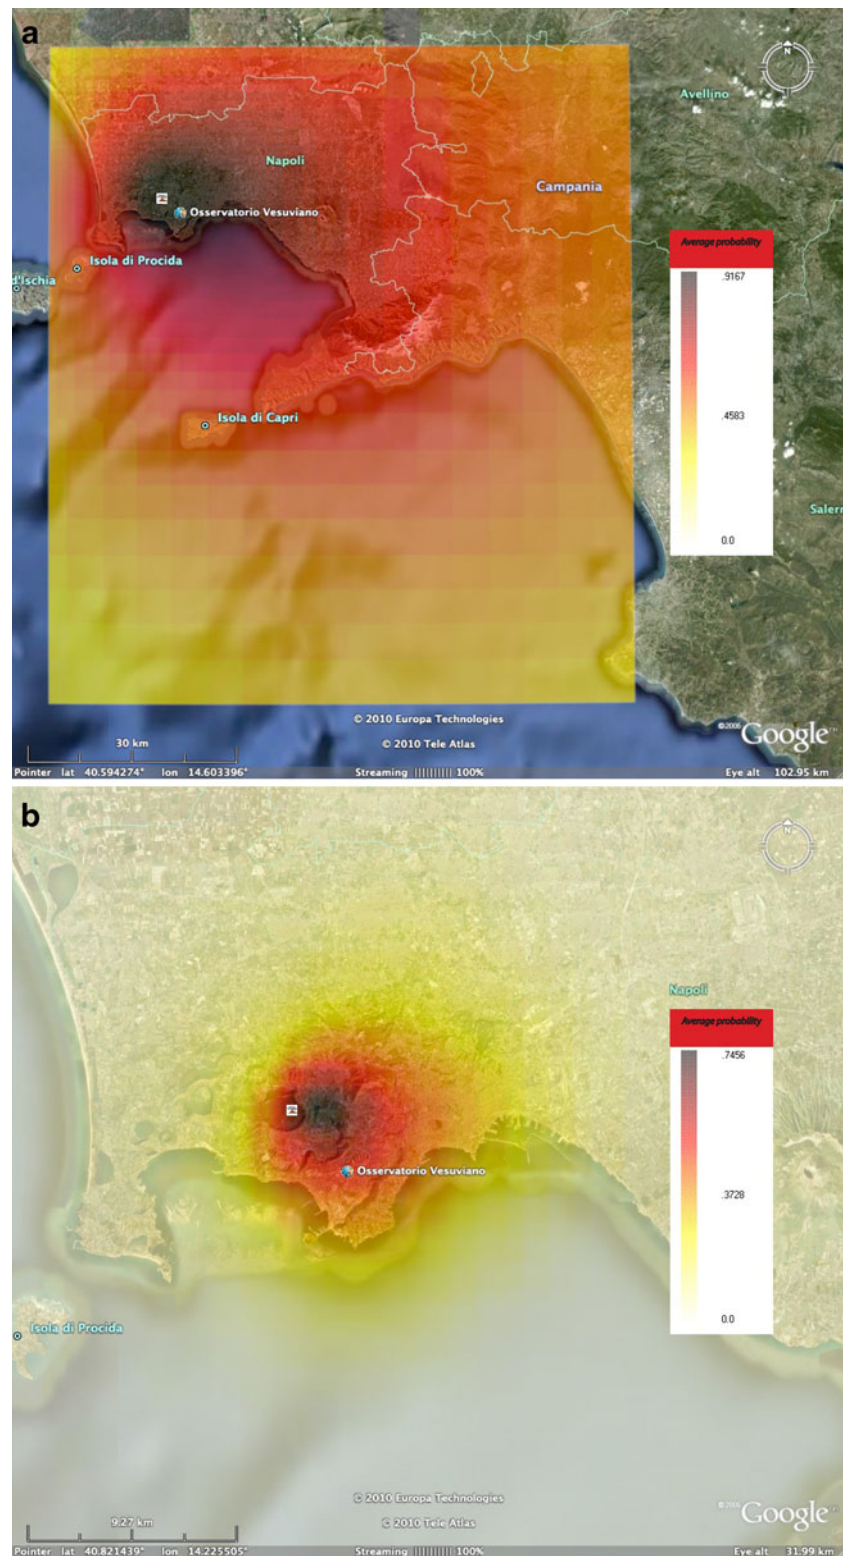 a
N
Avellino
Napoli
Campania
Osservatorio Vesuviano
Average probability
Isola di Procida
.9167
d'Ischia
Isola di Capri
.4583
Salern
0.0
© 2010 Europa Technologies
©2006 Google™
30 km
© 2010 Tele Atlas
Pointer lat 40.594274° lon 14.603396° Streaming 100% Eye alt 102.95 km
b
N
Napoli
Average probability
.7456
Osservatorio Vesuviano
.3728
0.0
Isola di Procida
© 2010 Europa Technologies
©2006 Google™
9.27 km
© 2010 Tele Atlas
Pointer lat 40.821439° lon 14.225505° Streaming 100% Eye alt 31.99 km